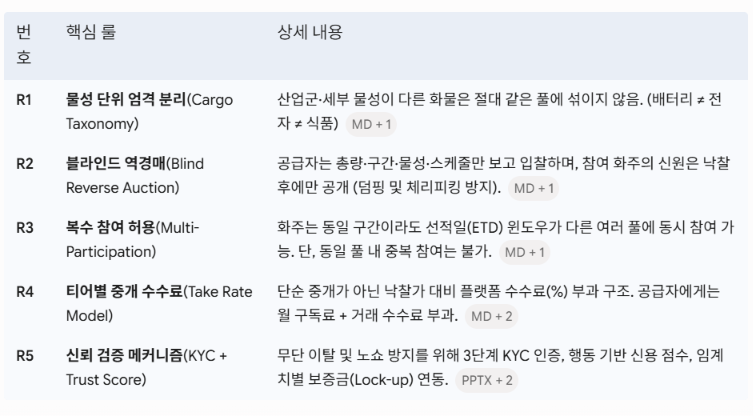 번
호
핵심 룰
상세 내용
R1
물성 단위 엄격 분리(Cargo
Taxonomy)
산업군·세부 물성이 다른 화물은 절대 같은 풀에 섞이지 않음. (배터리 ≠ 전
자 ≠ 식품) MD + 1
R2
블라인드 역경매(Blind
Reverse Auction)
공급자는 총량·구간·물성·스케줄만 보고 입찰하며, 참여 화주의 신원은 낙찰
후에만 공개 (덤핑 및 체리피킹 방지). MD + 1
R3
복수 참여 허용(Multi-
Participation)
화주는 동일 구간이라도 선적일(ETD) 윈도우가 다른 여러 풀에 동시 참여 가
능. 단, 동일 풀 내 중복 참여는 불가. MD + 1
R4
티어별 중개 수수료(Take Rate
Model)
단순 중개가 아닌 낙찰가 대비 플랫폼 수수료(%) 부과 구조. 공급자에게는
월 구독료 + 거래 수수료 부과. MD + 2
R5
신뢰 검증 메커니즘(KYC +
Trust Score)
무단 이탈 및 노쇼 방지를 위해 3단계 KYC 인증, 행동 기반 신용 점수, 임계
치별 보증금(Lock-up) 연동. PPTX + 2